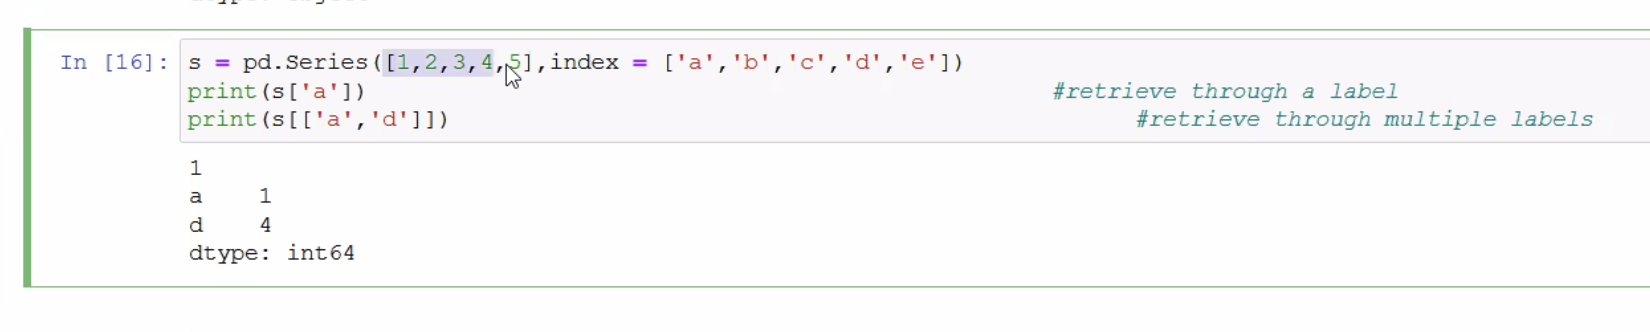 In [16]: s = pd.Series([1,2,3,4,5],index = ['a','b','c','d','e'])
print(s['a']) #retrieve through a label
print(s[['a','d']]) #retrieve through multiple labels
1
a 1
d 4
dtype: int64